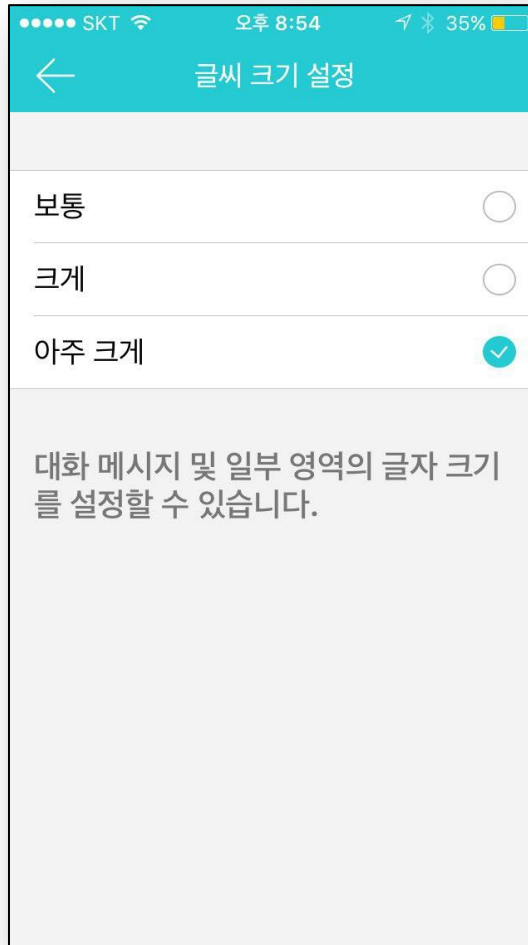 SKT 오후 8:54 35%
글씨 크기 설정
보통
크게
아주 크게
대화 메시지 및 일부 영역의 글자 크기
를 설정할 수 있습니다.